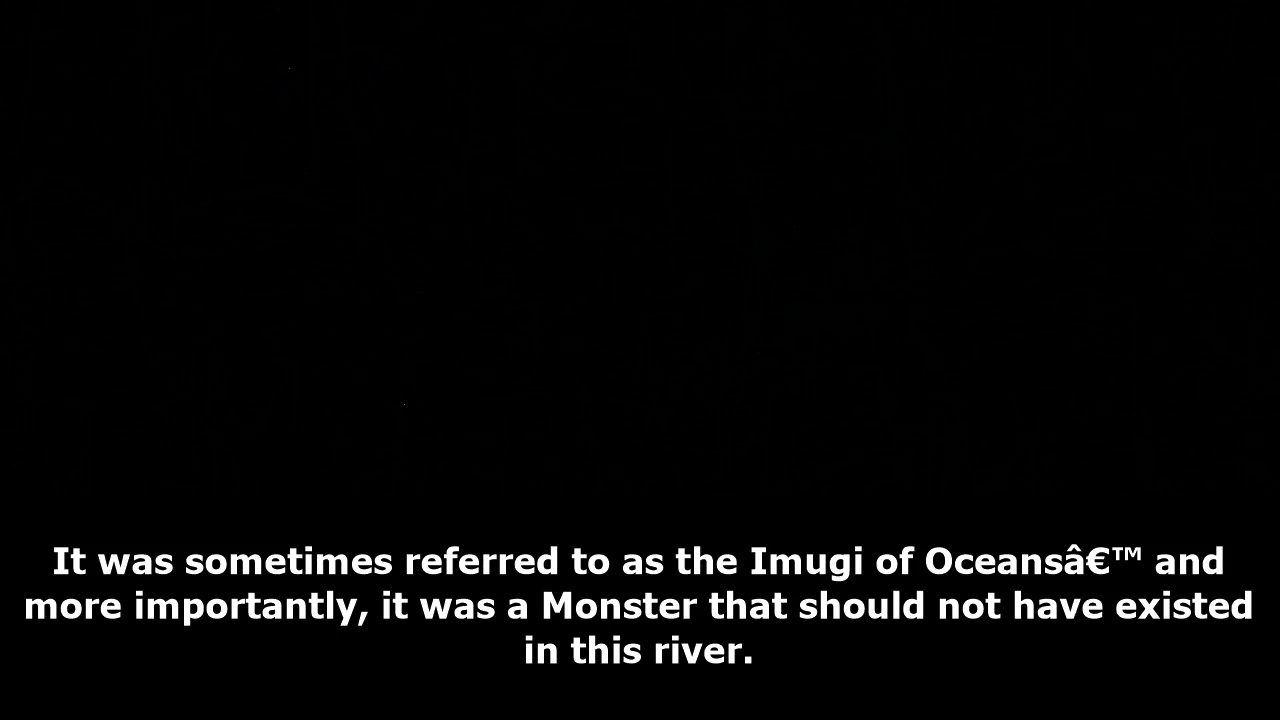 It was sometimes referred to as the Imugi of Oceansâ€™ and
more importantly, it was a Monster that should not have existed
in this river.